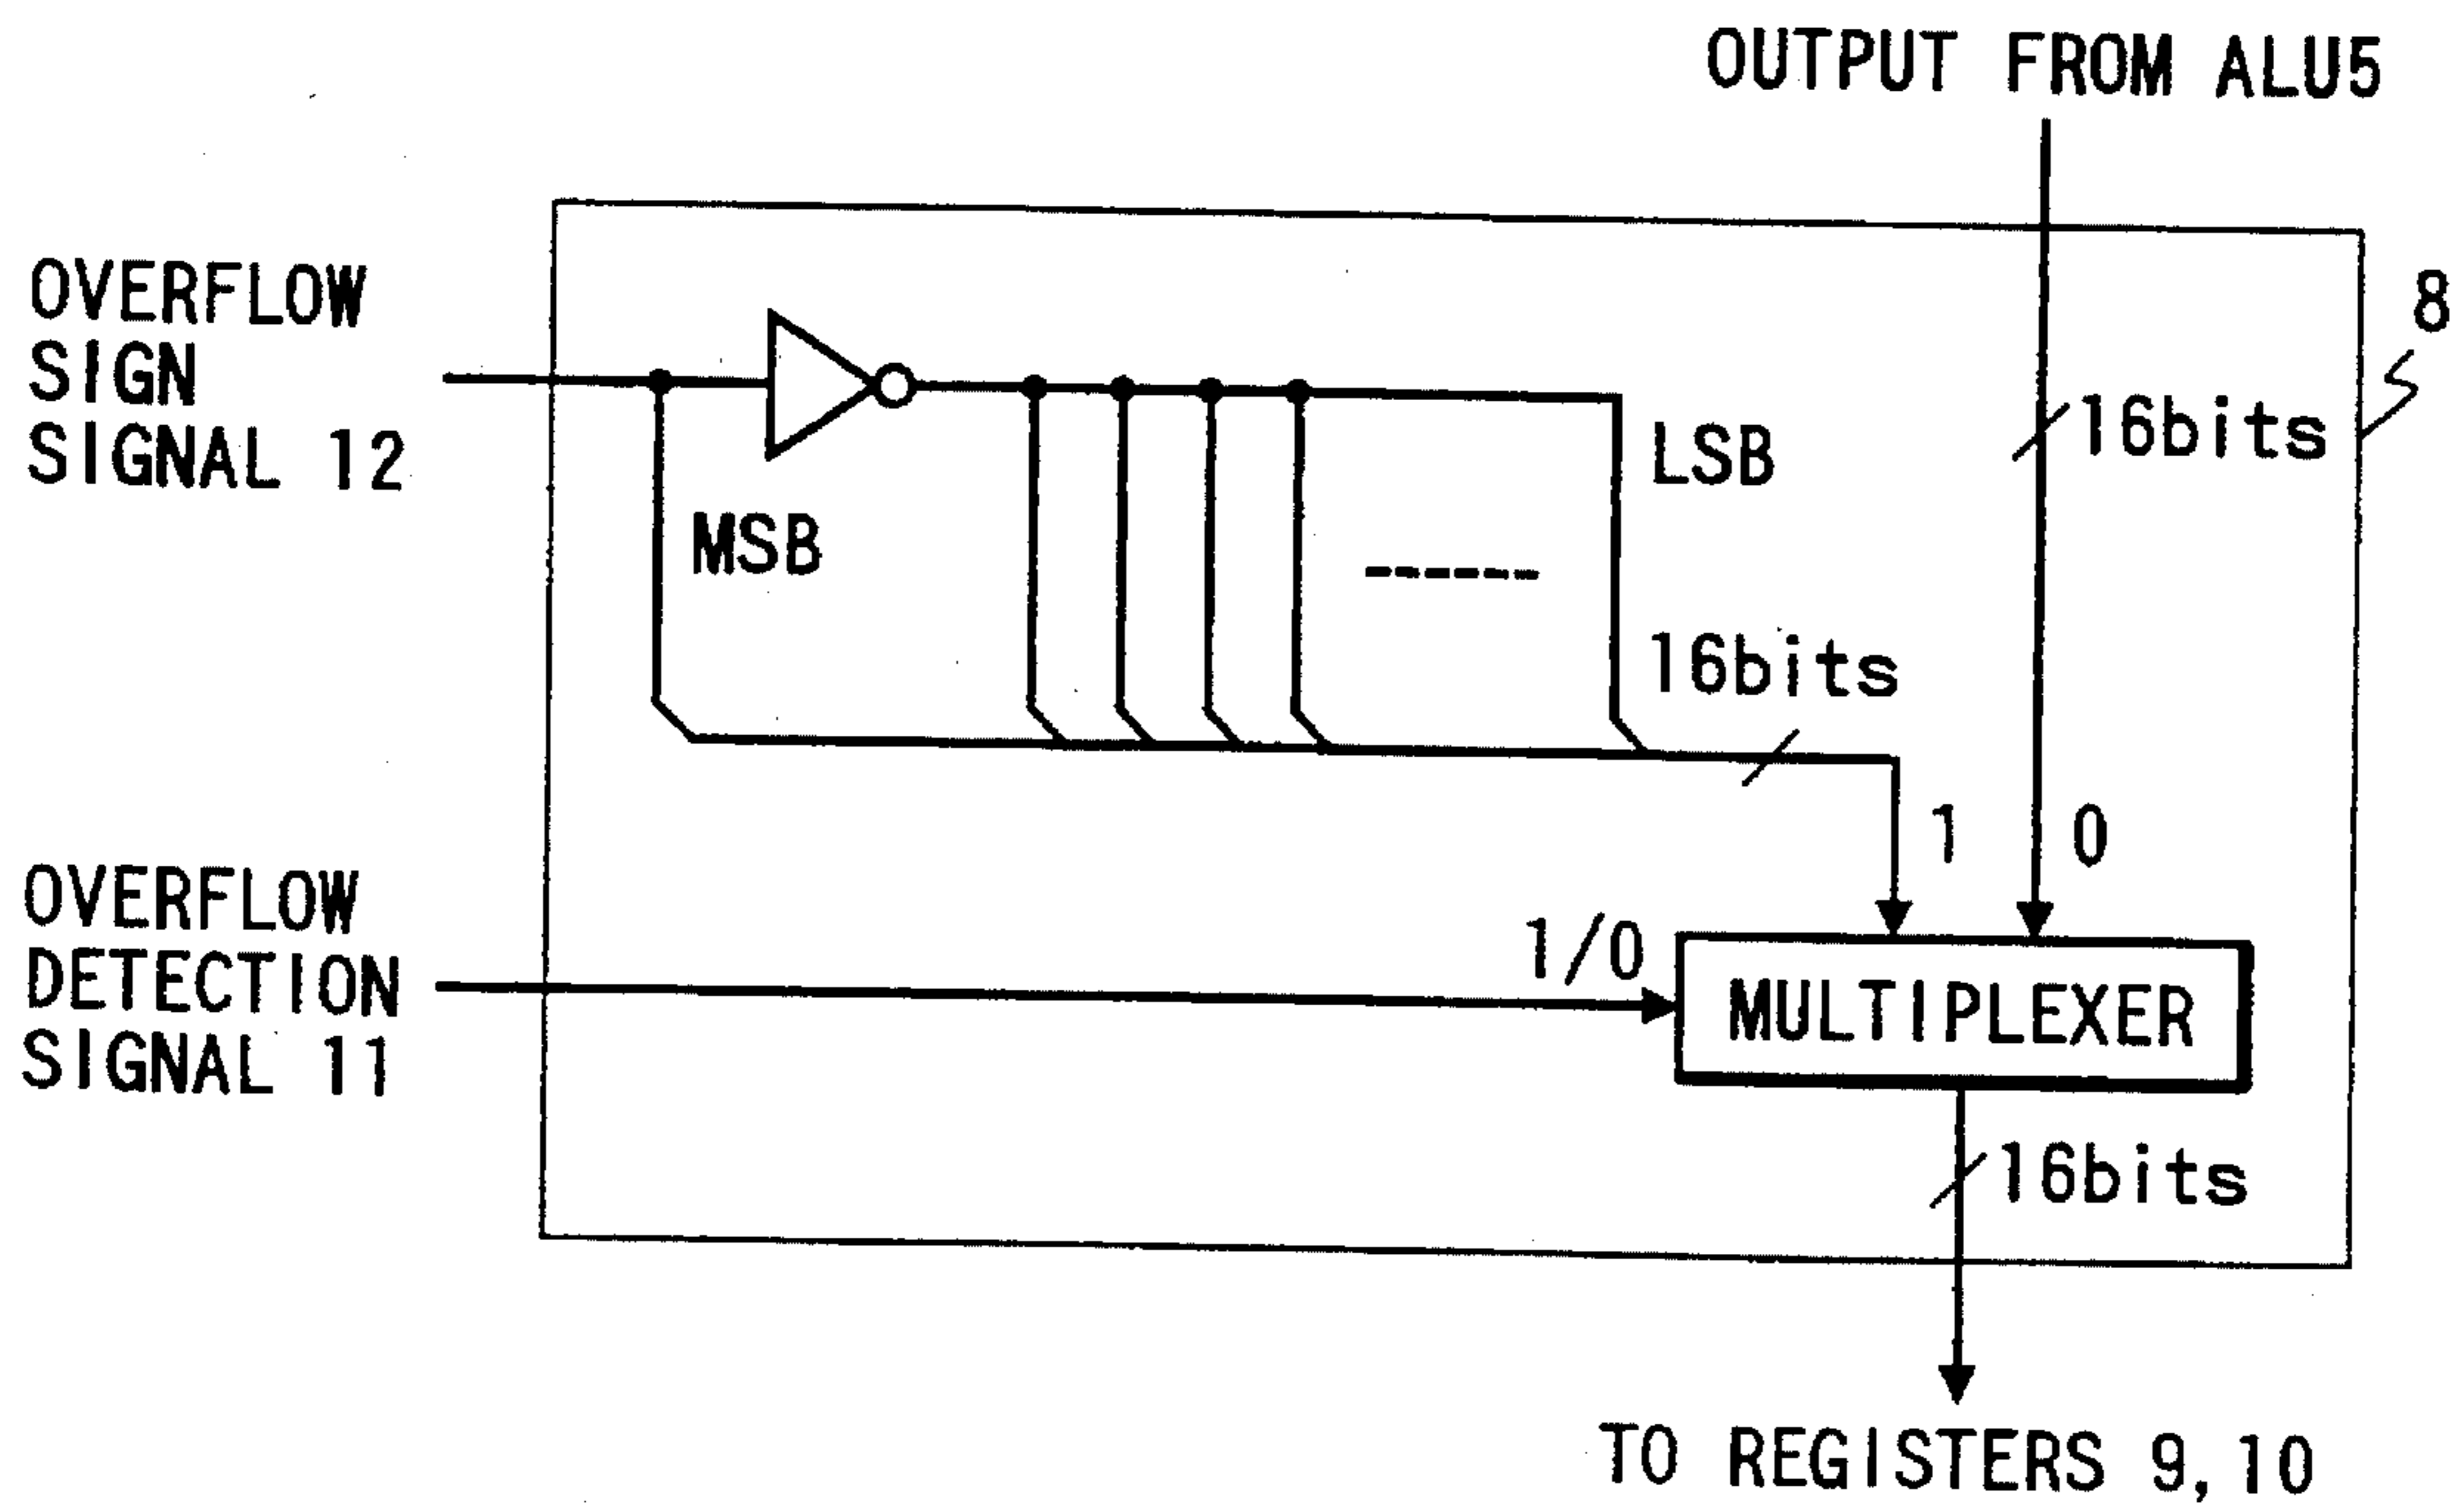 OUTPUT FROM ALU5
OVERFLOW
SIGN
SIGNAL 12
8
16bits
LSB
MSB
16bits
1
0
OVERFLOW
DETECTION
SIGNAL 11
1/0
MULTIPLEXER
16bits
TO REGISTERS 9,10